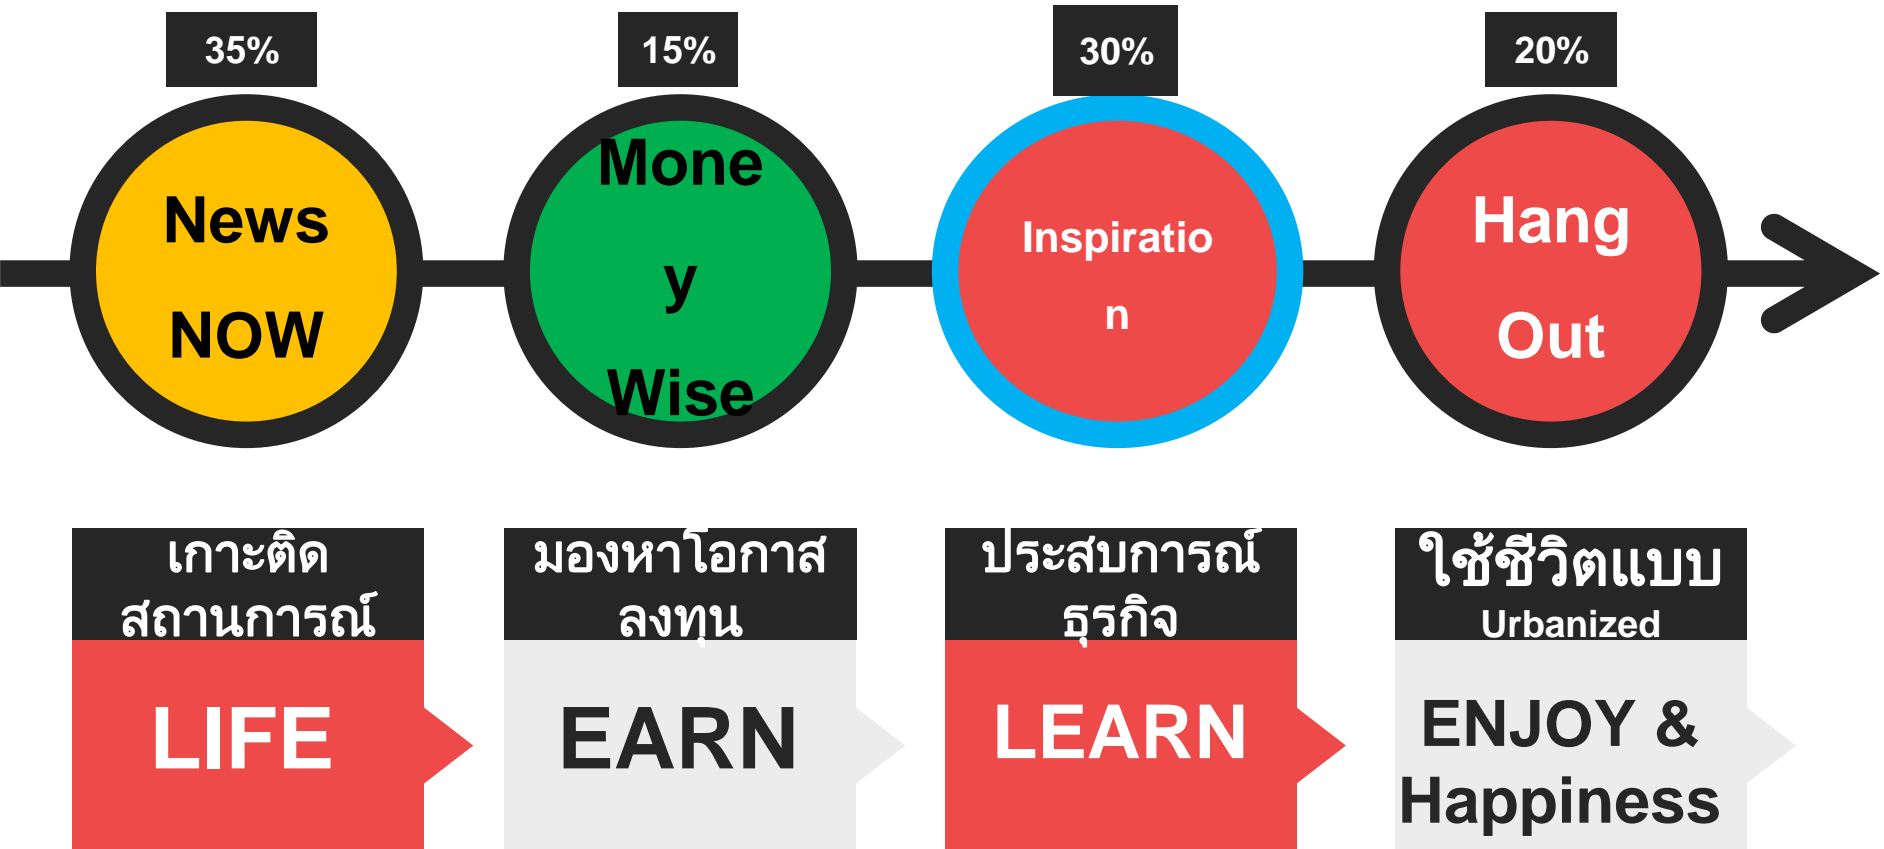 35%
15%
30%
20%
News
NOW
Mone
y
Wise
Inspiratio
n
Hang
Out
เกาะติด
สถานการณ์
มองหาโอกาส
ลงทุน
ประสบการณ์
ธุรกิจ
ใช้ชีวิตแบบ
Urbanized
LIFE
EARN
LEARN
ENJOY &
Happiness